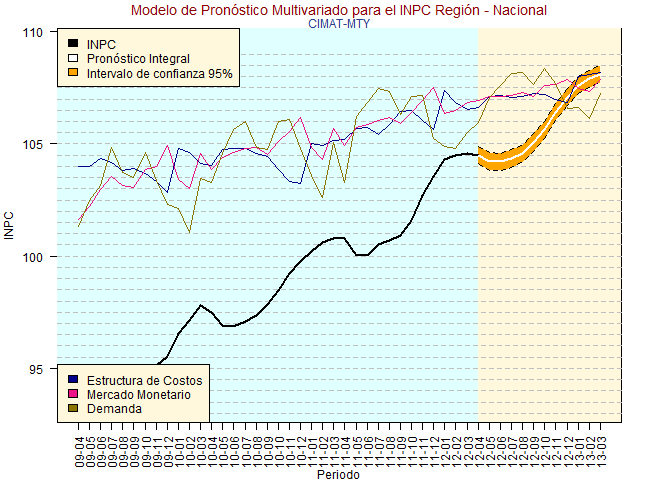 Modelo de Pronóstico Multivariado para el INPC Región - Nacional
CIMAT-MTY
INPC
Pronóstico Integral
Intervalo de confianza 95%
110
105
100
95
INPC
Estructura de Costos
Mercado Monetario
Demanda
09-04 09-05 09-06 09-07 09-08 09-09 09-10 09-11 09-12 10-01 10-02 10-03 10-04 10-05 10-06 10-07 10-08 10-09 10-10 10-11 10-12 11-01 11-02 11-03 11-04 11-05 11-06 11-07 11-08 11-09 11-10 11-11 11-12 12-01 12-02 12-03 12-04 12-05 12-06 12-07 12-08 12-09 12-10 12-11 12-12 13-01 13-02 13-03
Periodo